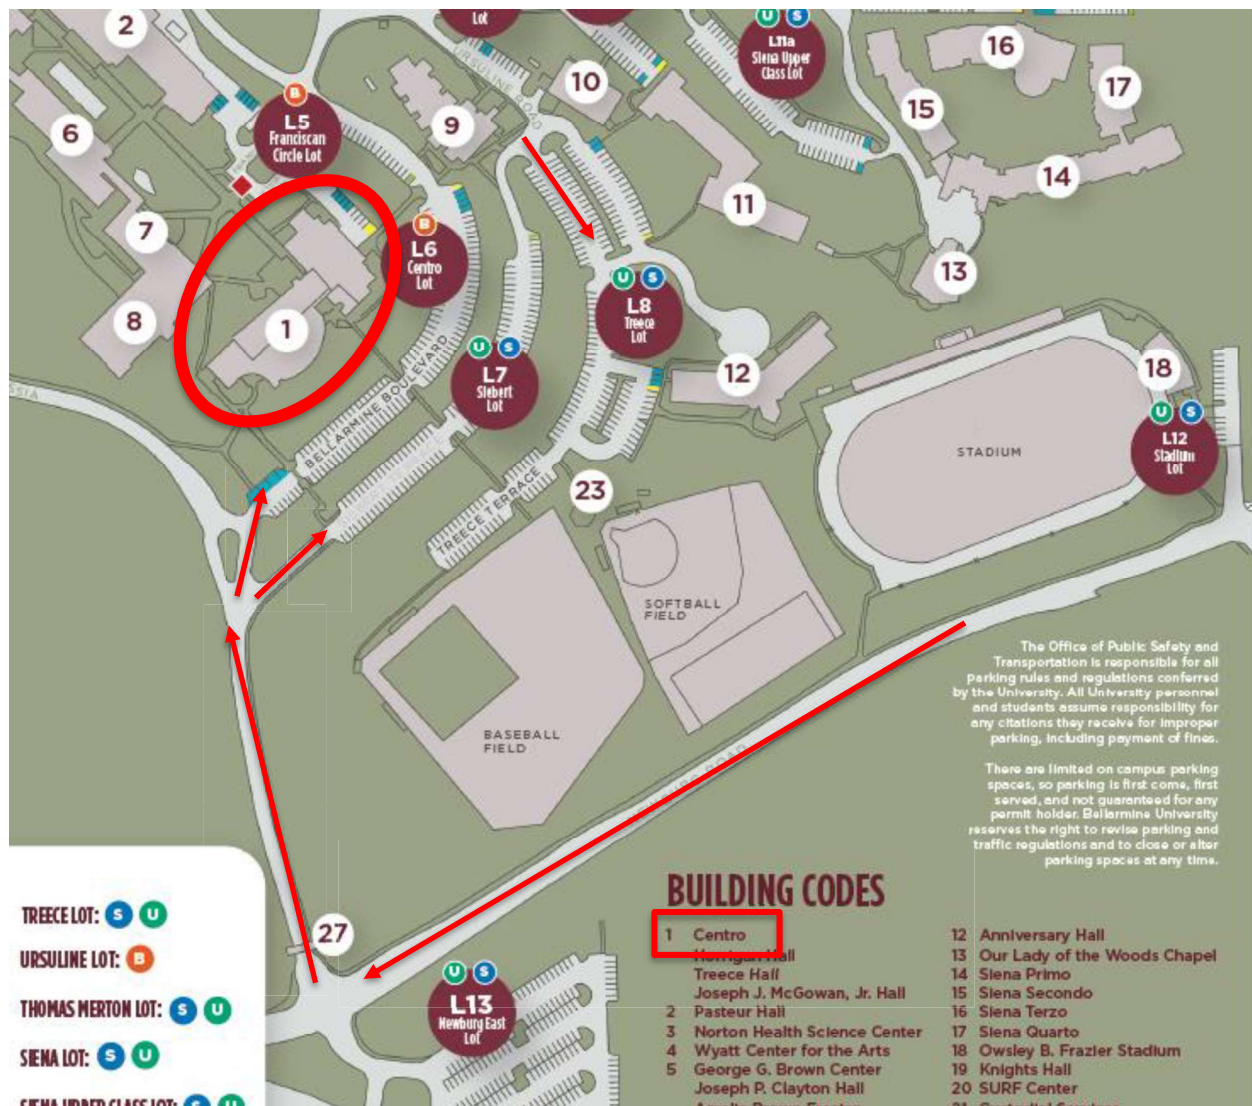 2
Lot
U S
L11a
Siena Upper
Class Lot
16
17
15
14
13
10
9
URSULINE ROAD
B
L5
Franciscan
Circle Lot
6
7
8
1
B
L6
Centro
Lot
11
U S
L8
Treece
Lot
U S
L7
Siebert
Lot
12
18
U S
L12
Stadium
Lot
STADIUM
BELLARMINE BOULEVARD
TREECE TERRACE
23
SOFTBALL
FIELD
BASEBALL
FIELD
The Office of Public Safety and
Transportation is responsible for all
parking rules and regulations conferred
by the University. All University personnel
and students assume responsibility for
any citations they receive for improper
parking, including payment of fines.
There are limited on campus parking
spaces, so parking is first come, first
served, and not guaranteed for any
permit holder. Bellarmine University
reserves the right to revise parking and
traffic regulations and to close or alter
parking spaces at any time.
27
U S
L13
Newburg East
Lot
TREECE LOT: S U
URSULINE LOT: B
THOMAS MERTON LOT: S U
SIENA LOT: S U
SIENA UPPER CLASS LOT: S U
BUILDING CODES
1 Centro
Horrigan Hall
Treece Hall
Joseph J. McGowan, Jr. Hall
2 Pasteur Hall
3 Norton Health Science Center
4 Wyatt Center for the Arts
5 George G. Brown Center
Joseph P. Clayton Hall
12 Anniversary Hall
13 Our Lady of the Woods Chapel
14 Siena Primo
15 Siena Secondo
16 Siena Terzo
17 Siena Quarto
18 Owsley B. Frazier Stadium
19 Knights Hall
20 SURF Center